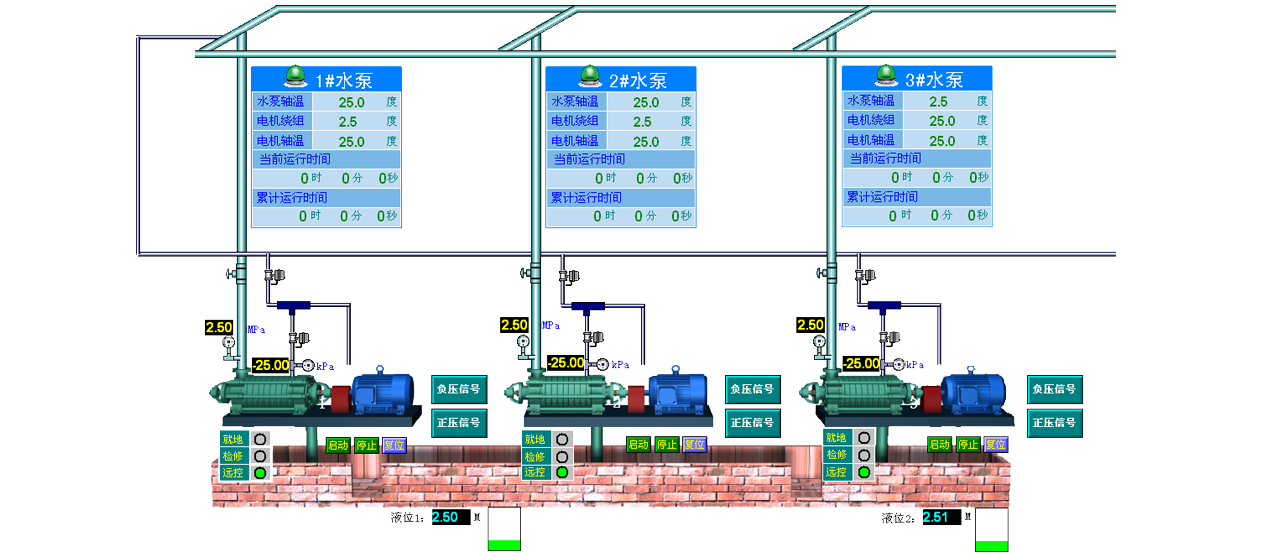 1#水泵
水泵轴温 25.0 度
电机绕组 2.5 度
电机轴温 25.0 度
当前运行时间
0时 0分 0秒
累计运行时间
0时 0分 0秒
2#水泵
水泵轴温 25.0 度
电机绕组 2.5 度
电机轴温 25.0 度
当前运行时间
0时 0分 0秒
累计运行时间
0时 0分 0秒
3#水泵
水泵轴温 2.5 度
电机绕组 25.0 度
电机轴温 25.0 度
当前运行时间
0时 0分 0秒
累计运行时间
0时 0分 0秒
2.50 MPa
-25.00 kPa
负压信号
正压信号
就地
检修
远控
启动 停止 复位
2.50 MPa
-25.00 kPa
负压信号
正压信号
就地
检修
远控
启动 停止 复位
2.50 MPa
-25.00 kPa
负压信号
正压信号
就地
检修
远控
启动 停止 复位
液位1: 2.50 M
液位2: 2.51 M